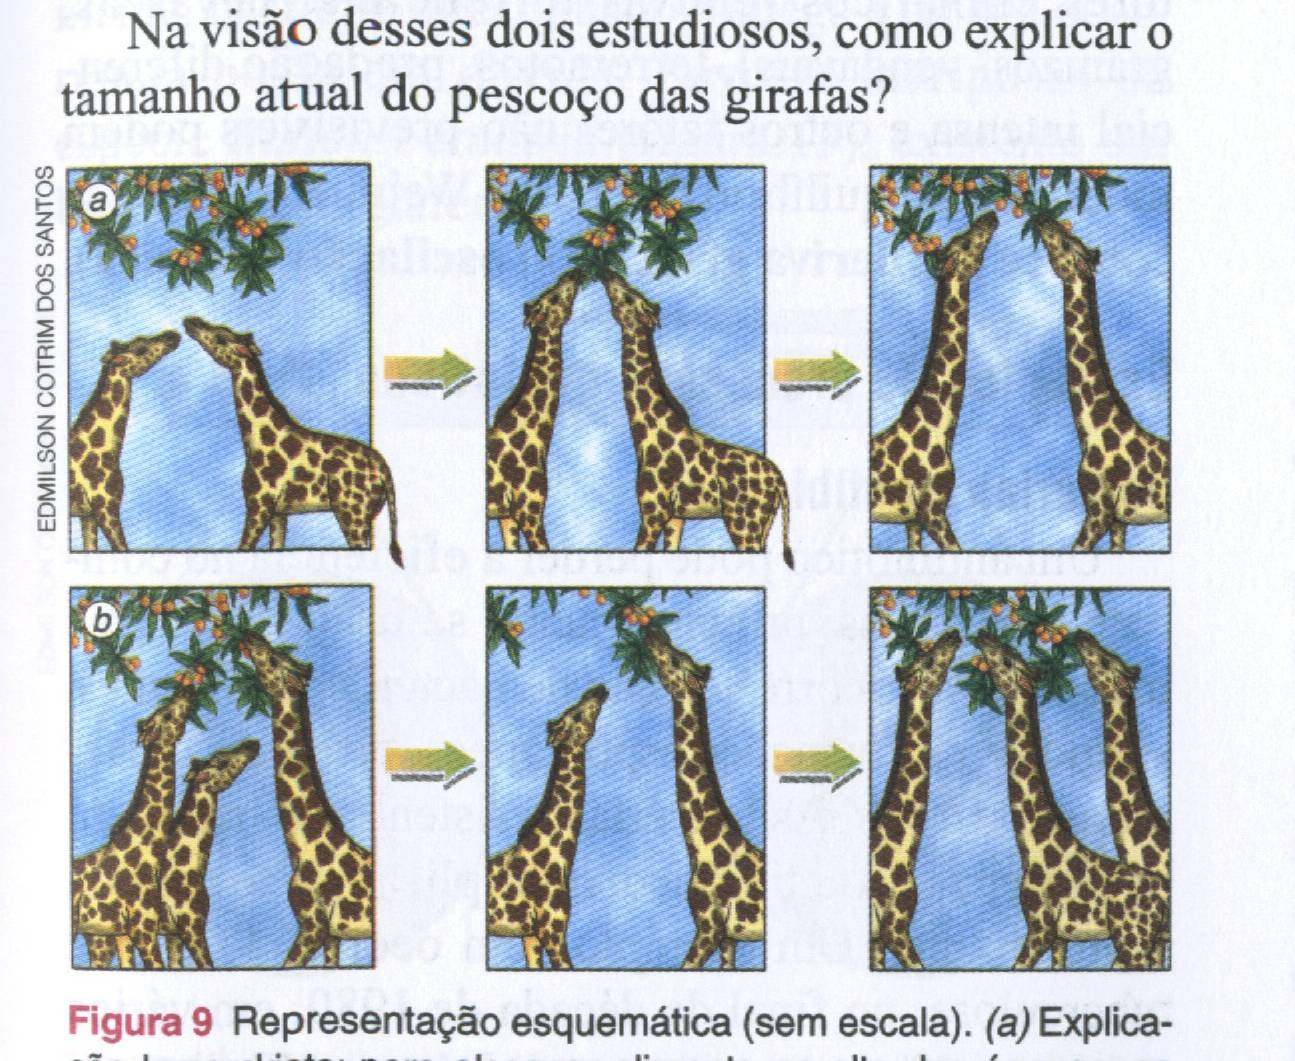 Na visão desses dois estudiosos, como explicar o
tamanho atual do pescoço das girafas?
EDMILSON COTRIM DOS SANTOS
a
b
Figura 9 Representação esquemática (sem escala). (a) Explica-